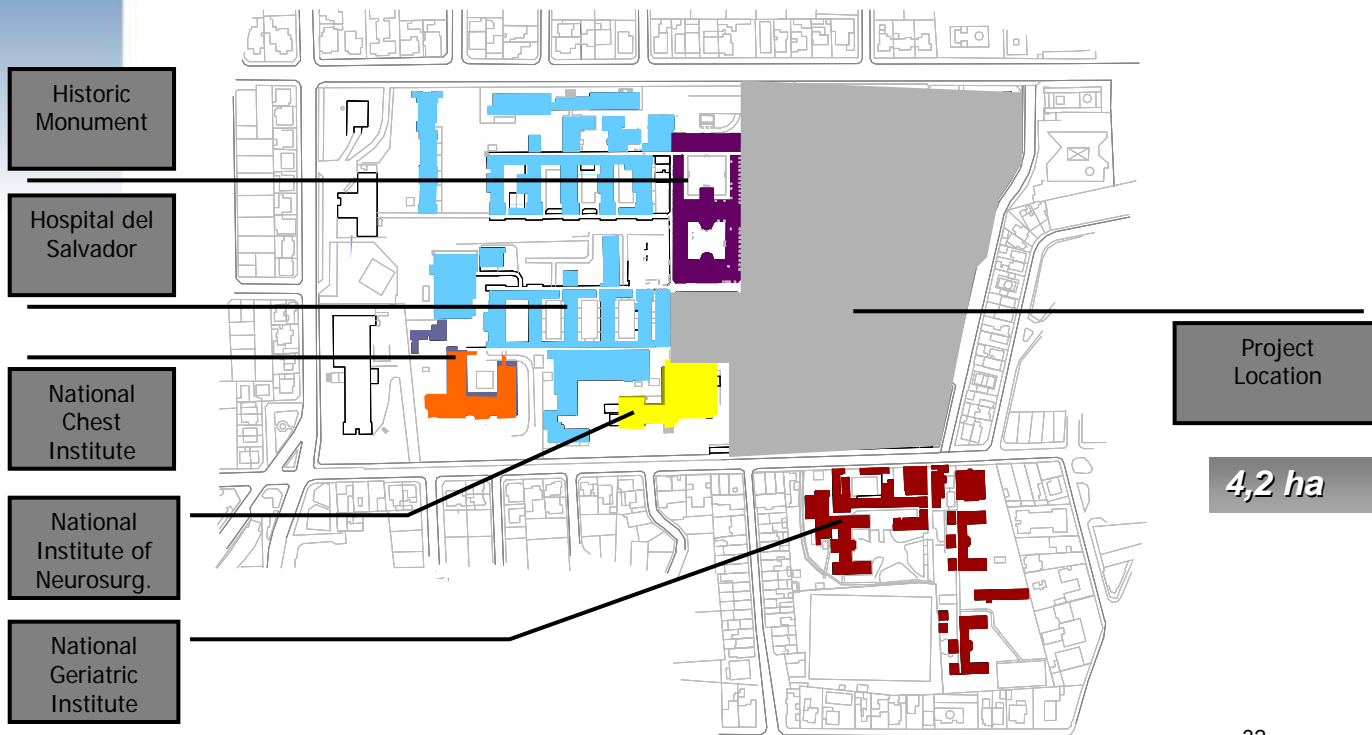 Historic
Monument
Hospital del
Salvador
National
Chest
Institute
National
Institute of
Neurosurg.
National
Geriatric
Institute
Project
Location
4,2 ha
32